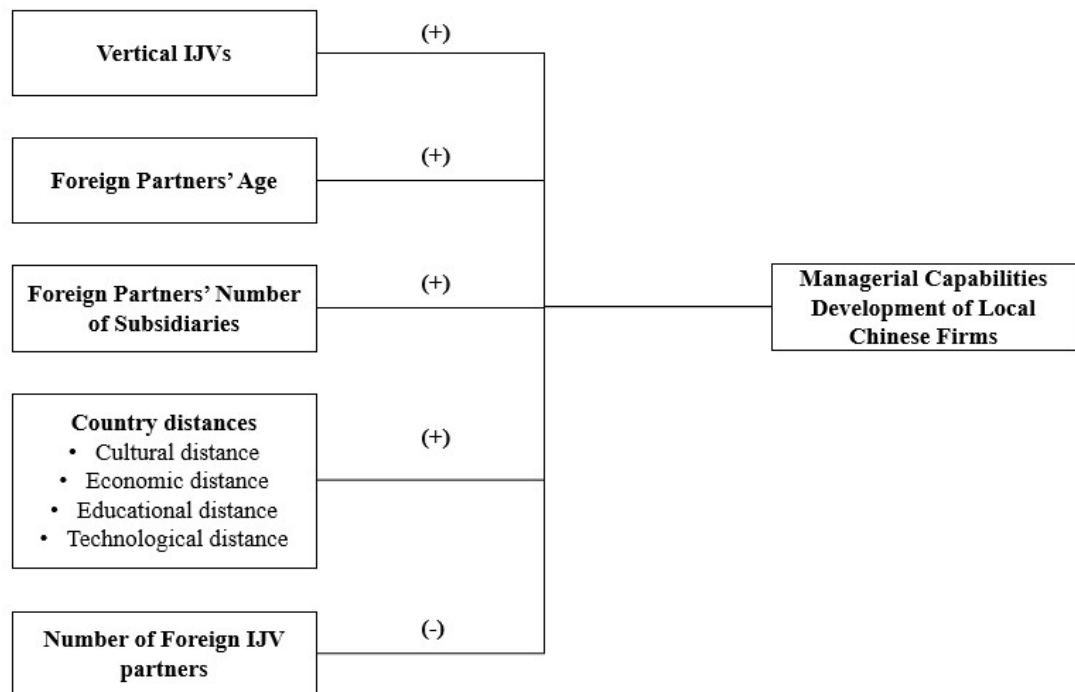 Vertical IJVs
(+)
Foreign Partners' Age
(+)
Foreign Partners' Number
of Subsidiaries
(+)
Managerial Capabilities
Development of Local
Chinese Firms
Country distances
• Cultural distance
• Economic distance
• Educational distance
• Technological distance
(+)
Number of Foreign IJV
partners
(-)